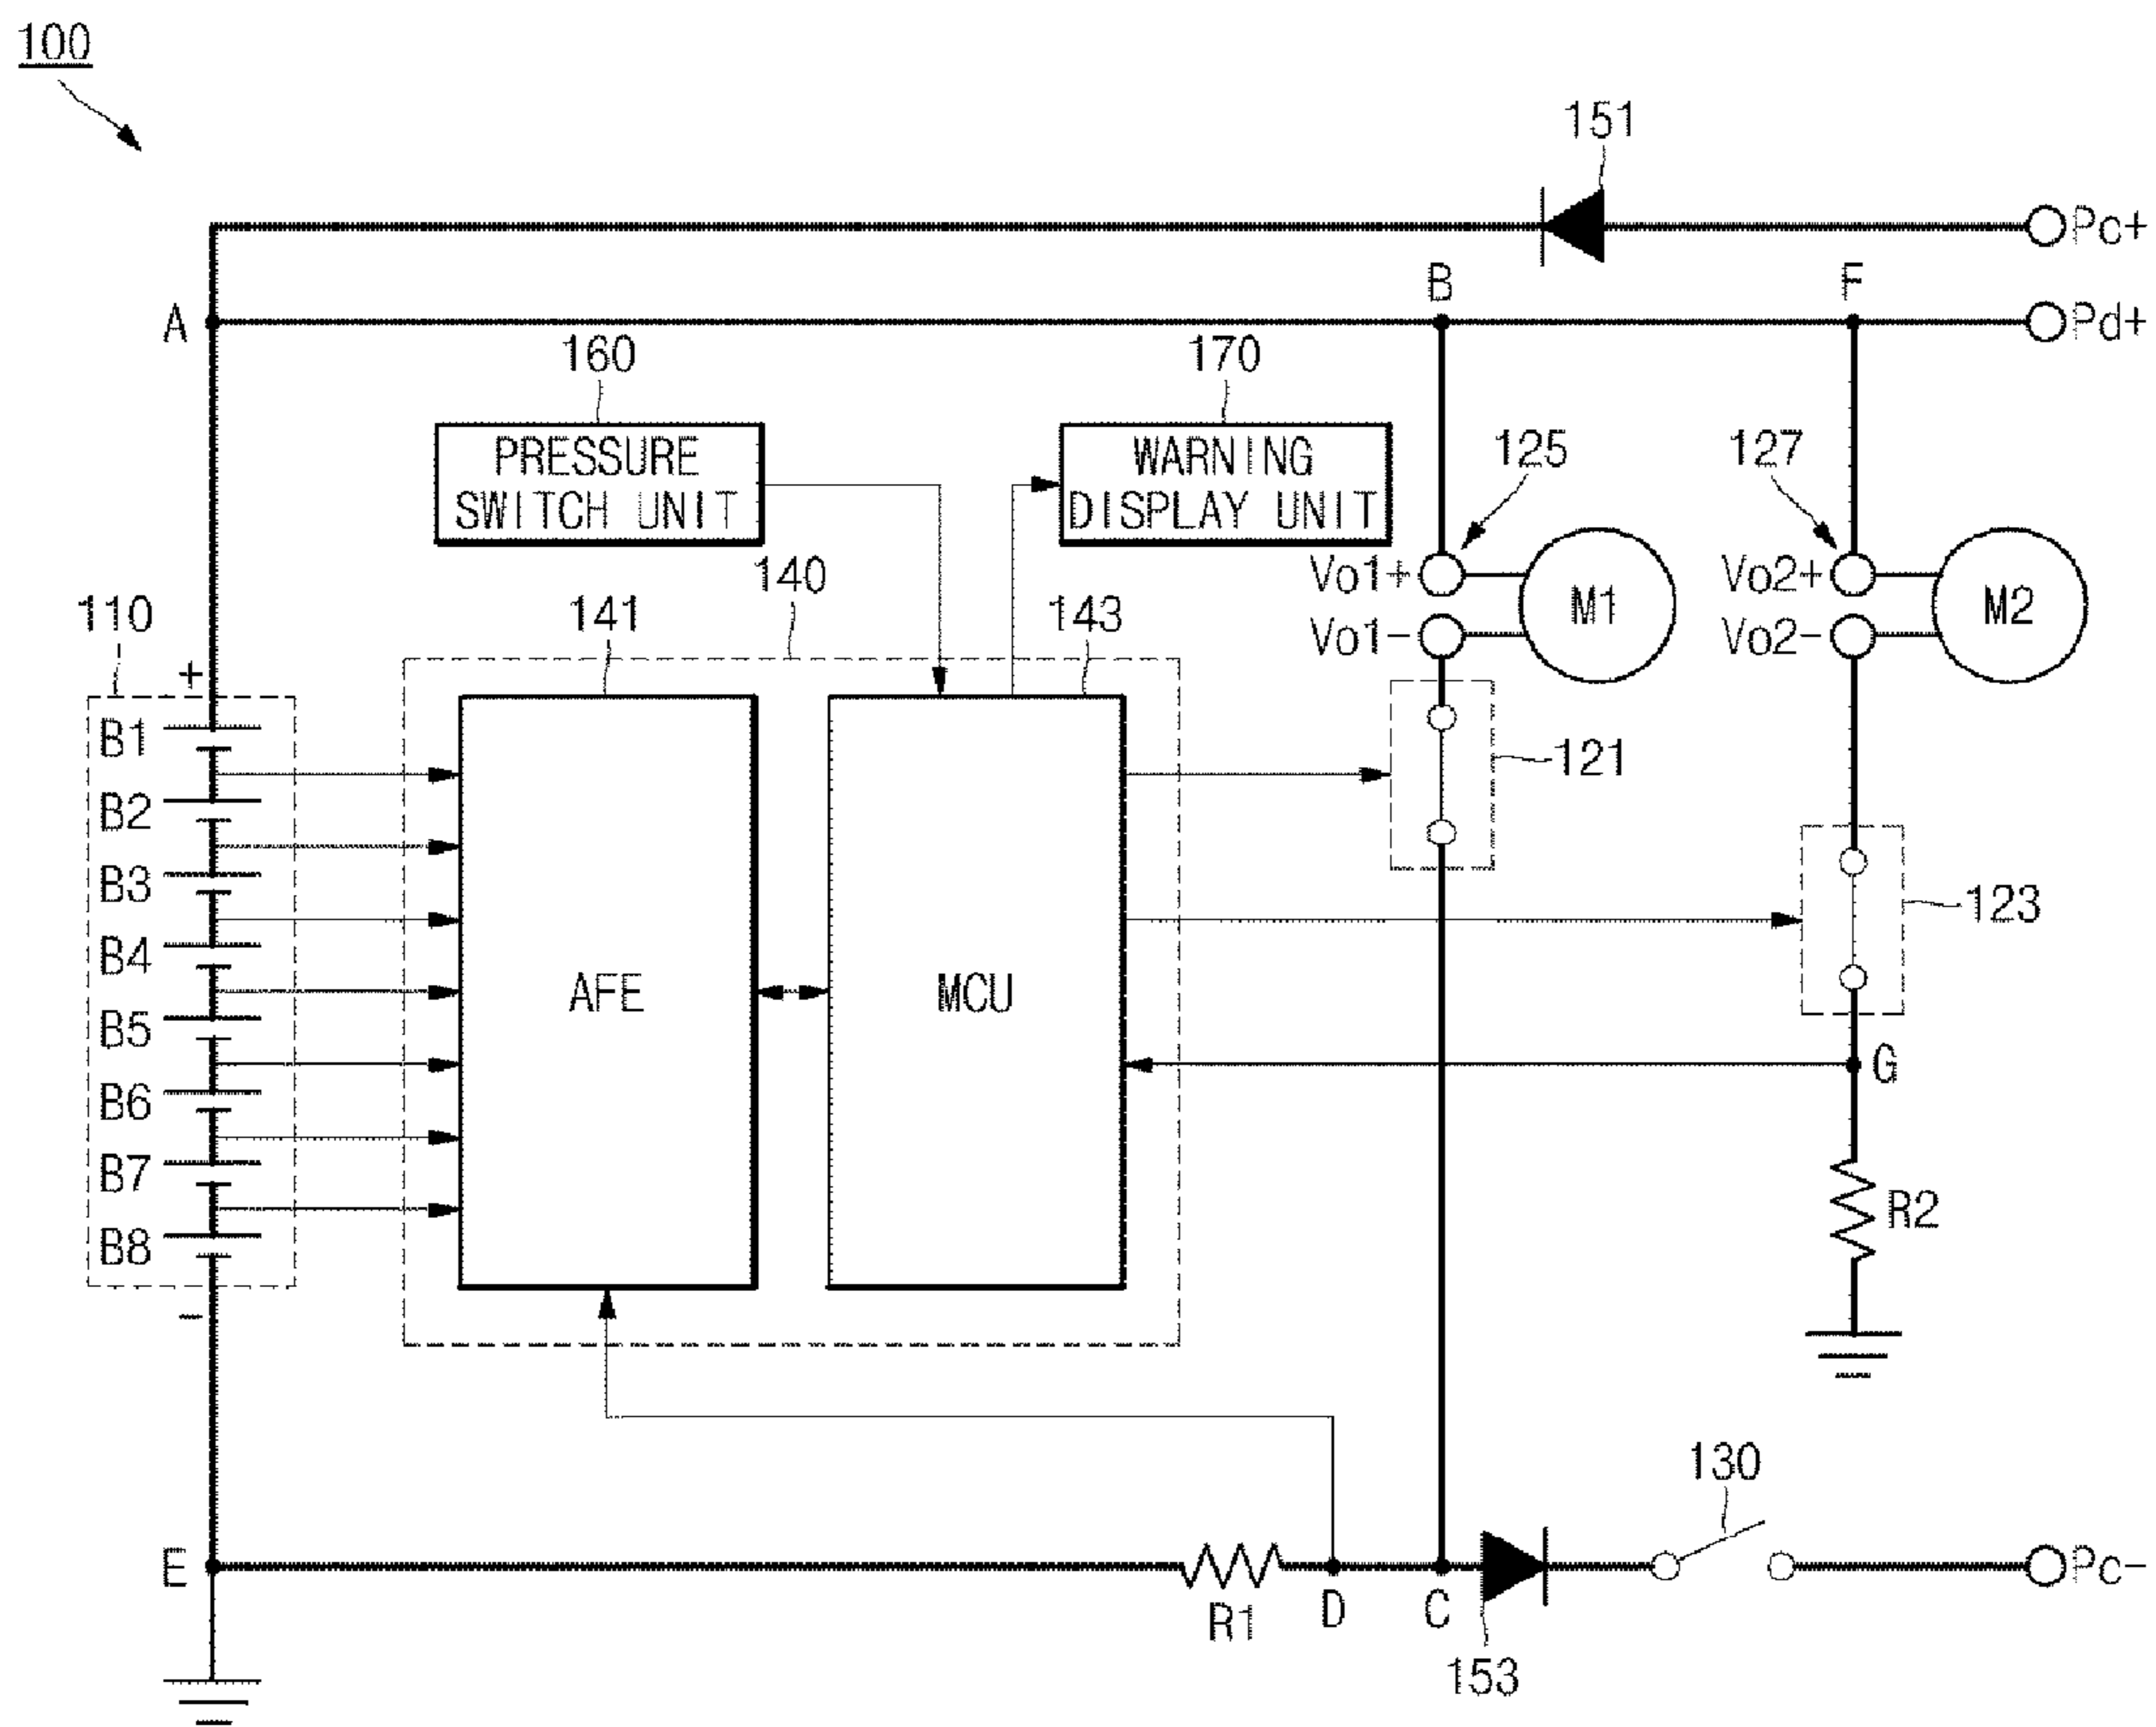 100
151
Pc+
B
F
A
Pd+
160
170
PRESSURE
SWITCH UNIT
WARNING
DISPLAY UNIT
125
127
Vo1+
Vo1-
M1
Vo2+
Vo2-
M2
110
141
140
143
+
B1
B2
B3
B4
B5
B6
B7
B8
-
AFE
MCU
121
123
G
R2
130
E
R1
D
C
Pc-
153